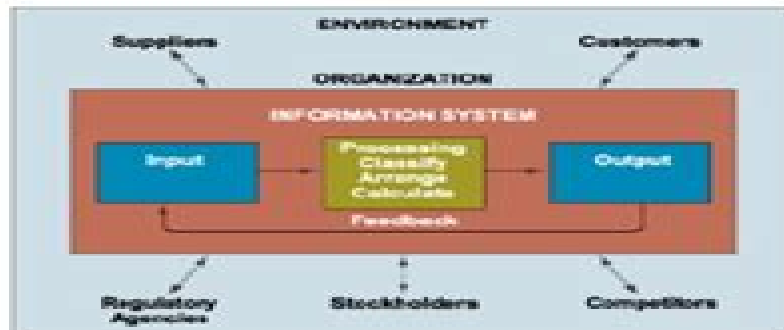 ENVIRONMENT
Suppliers
Customers
ORGANIZATION
INFORMATION SYSTEM
Input
Processing
Classify
Arrange
Calculate
Output
Feedback
Regulatory
Agencies
Stockholders
Competitors